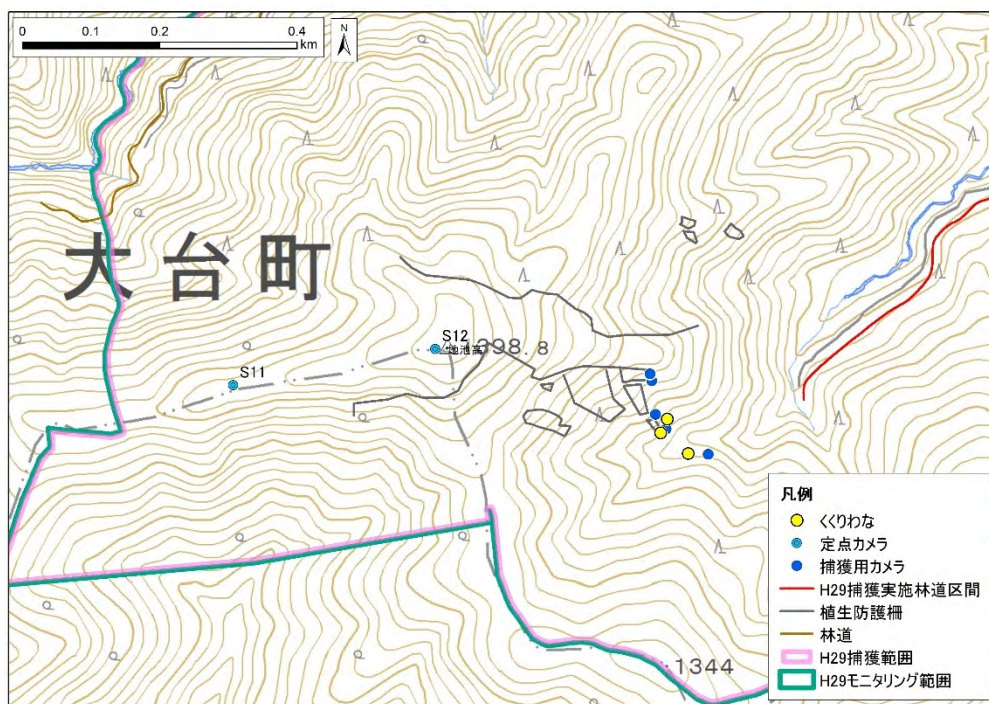 0 0.1 0.2 0.4
km
N
大台町
S12
池高
1398.8
S11
1344
凡例
くくりわな
定点カメラ
捕獲用カメラ
H29捕獲実施林道区間
植生防護柵
林道
H29捕獲範囲
H29モニタリング範囲